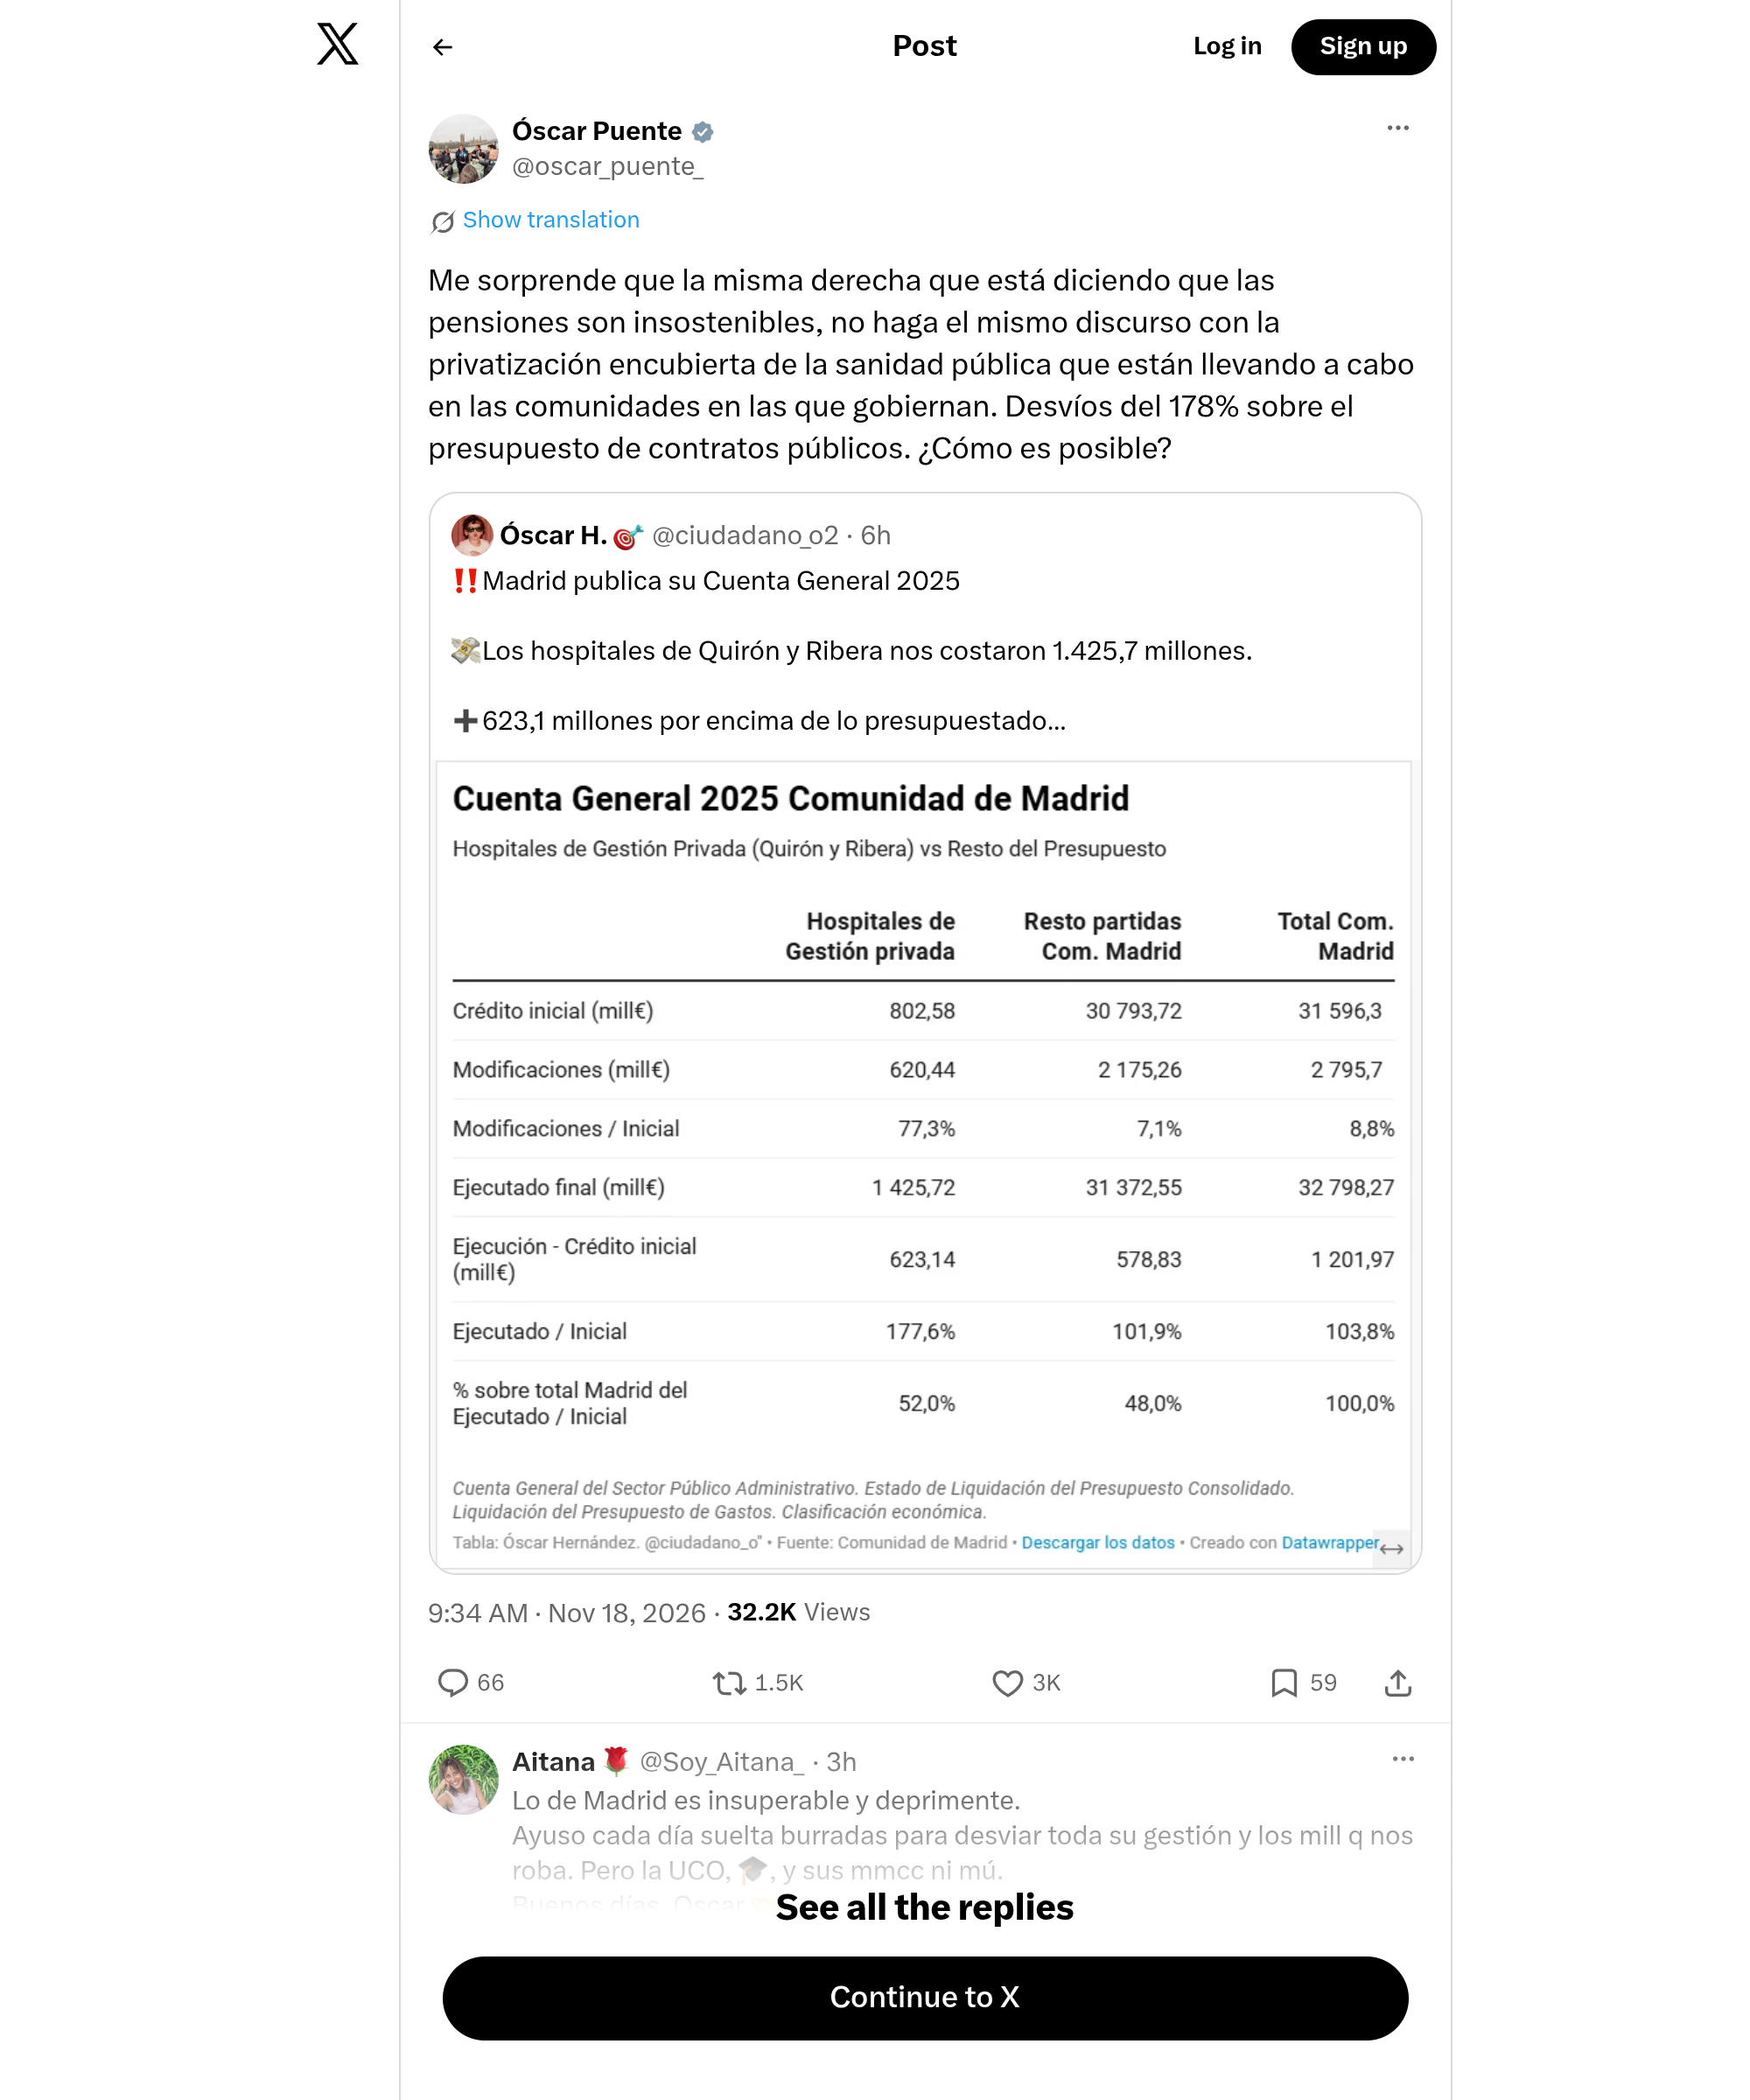 Post
Log in
Sign up
Óscar Puente
@oscar_puente_
Show translation
Me sorprende que la misma derecha que está diciendo que las
pensiones son insostenibles, no haga el mismo discurso con la
privatización encubierta de la sanidad pública que están llevando a cabo
en las comunidades en las que gobiernan. Desvíos del 178% sobre el
presupuesto de contratos públicos. ¿Cómo es posible?
Óscar H. 🎯 @ciudadano_o2 · 6h
‼️Madrid publica su Cuenta General 2025
💸Los hospitales de Quirón y Ribera nos costaron 1.425,7 millones.
➕623,1 millones por encima de lo presupuestado...
Cuenta General 2025 Comunidad de Madrid
Hospitales de Gestión Privada (Quirón y Ribera) vs Resto del Presupuesto
Hospitales de Gestión privada Resto partidas Com. Madrid Total Com. Madrid
Crédito inicial (mill€) 802,58 30 793,72 31 596,3
Modificaciones (mill€) 620,44 2 175,26 2 795,7
Modificaciones / Inicial 77,3% 7,1% 8,8%
Ejecutado final (mill€) 1 425,72 31 372,55 32 798,27
Ejecución - Crédito inicial (mill€) 623,14 578,83 1 201,97
Ejecutado / Inicial 177,6% 101,9% 103,8%
% sobre total Madrid del Ejecutado / Inicial 52,0% 48,0% 100,0%
Cuenta General del Sector Público Administrativo. Estado de Liquidación del Presupuesto Consolidado.
Liquidación del Presupuesto de Gastos. Clasificación económica.
Tabla: Óscar Hernández. @ciudadano_o" • Fuente: Comunidad de Madrid • Descargar los datos • Creado con Datawrapper
9:34 AM · Nov 18, 2026 · 32.2K Views
66 1.5K 3K 59
Aitana🌹 @Soy_Aitana_ · 3h
Lo de Madrid es insuperable y deprimente.
Ayuso cada día suelta burradas para desviar toda su gestión y los mill q nos
roba. Pero la UCO, 🎓, y sus mmcc ni mú.
Buenos días, Oscar
See all the replies
Continue to X